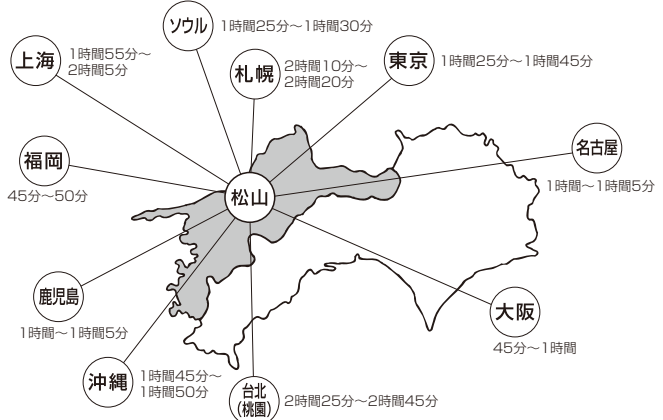 ソウル
1時間25分～1時間30分
上海
1時間55分～
2時間5分
札幌
2時間10分～
2時間20分
東京
1時間25分～1時間45分
福岡
45分～50分
名古屋
1時間～1時間5分
松山
鹿児島
1時間～1時間5分
大阪
45分～1時間
沖縄
1時間45分～
1時間50分
台北
(桃園)
2時間25分～2時間45分